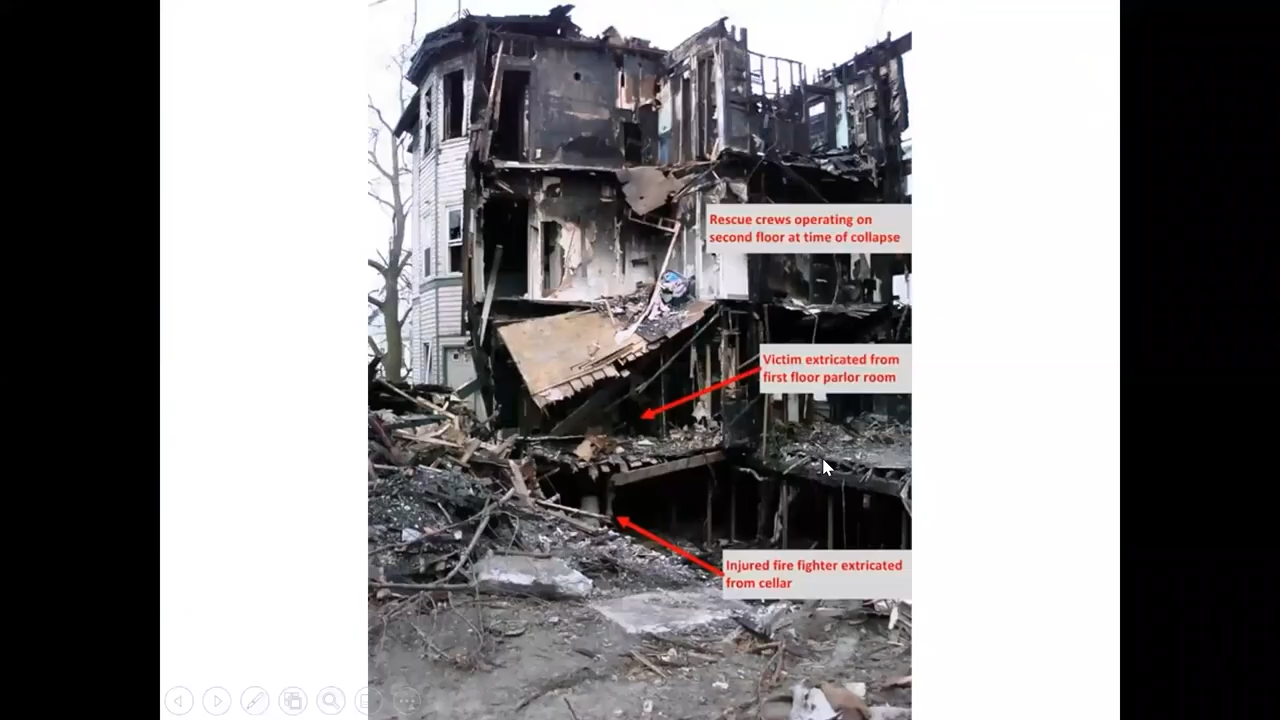 Rescue crews operating on
second floor at time of collapse
Victim extricated from
first floor parlor room
Injured fire fighter extricated
from cellar